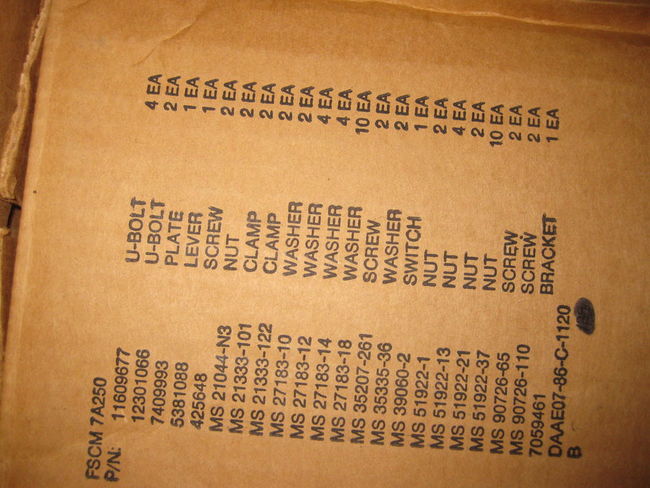 FSCM 7A250
P/N: 11609677 U-BOLT 4 EA
12301066 U-BOLT 2 EA
7409993 PLATE 1 EA
5381088 LEVER 1 EA
425648 SCREW 2 EA
MS 21044-N3 NUT 2 EA
MS 21333-101 CLAMP 2 EA
MS 21333-122 CLAMP 2 EA
MS 27183-10 WASHER 2 EA
MS 27183-12 WASHER 4 EA
MS 27183-14 WASHER 4 EA
MS 27183-18 WASHER 10 EA
MS 35207-261 SCREW 2 EA
MS 35335-36 WASHER 2 EA
MS 39060-2 SWITCH 1 EA
MS 51922-1 NUT 2 EA
MS 51922-13 NUT 4 EA
MS 51922-21 NUT 2 EA
MS 51922-37 NUT 10 EA
MS 90726-65 SCREW 2 EA
MS 90726-110 SCREW 2 EA
7059461 BRACKET 1 EA
DAAE07-86-C-1120
B